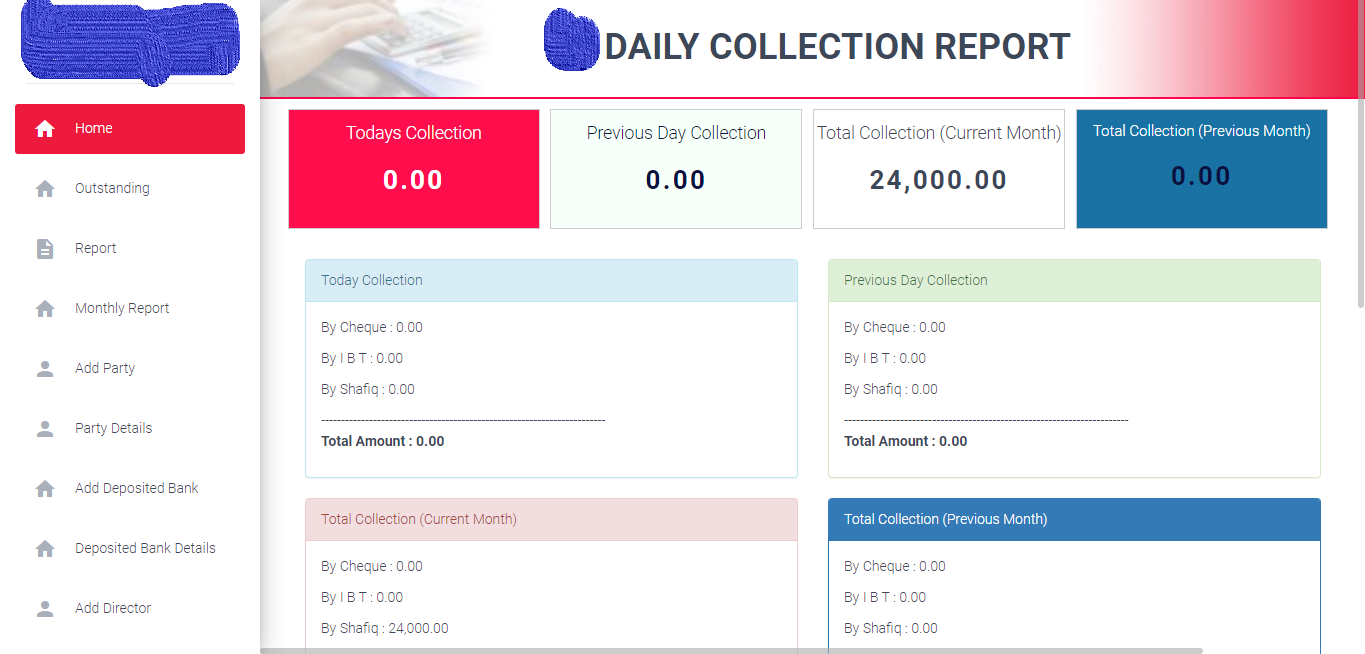 DAILY COLLECTION REPORT
Home
Outstanding
Report
Monthly Report
Add Party
Party Details
Add Deposited Bank
Deposited Bank Details
Add Director
Todays Collection
0.00
Previous Day Collection
0.00
Total Collection (Current Month)
24,000.00
Total Collection (Previous Month)
0.00
Today Collection
By Cheque : 0.00
By I B T : 0.00
By Shafiq : 0.00
-----------------------------------------------------------------------
Total Amount : 0.00
Previous Day Collection
By Cheque : 0.00
By I B T : 0.00
By Shafiq : 0.00
-----------------------------------------------------------------------
Total Amount : 0.00
Total Collection (Current Month)
By Cheque : 0.00
By I B T : 0.00
By Shafiq : 24,000.00
Total Collection (Previous Month)
By Cheque : 0.00
By I B T : 0.00
By Shafiq : 0.00